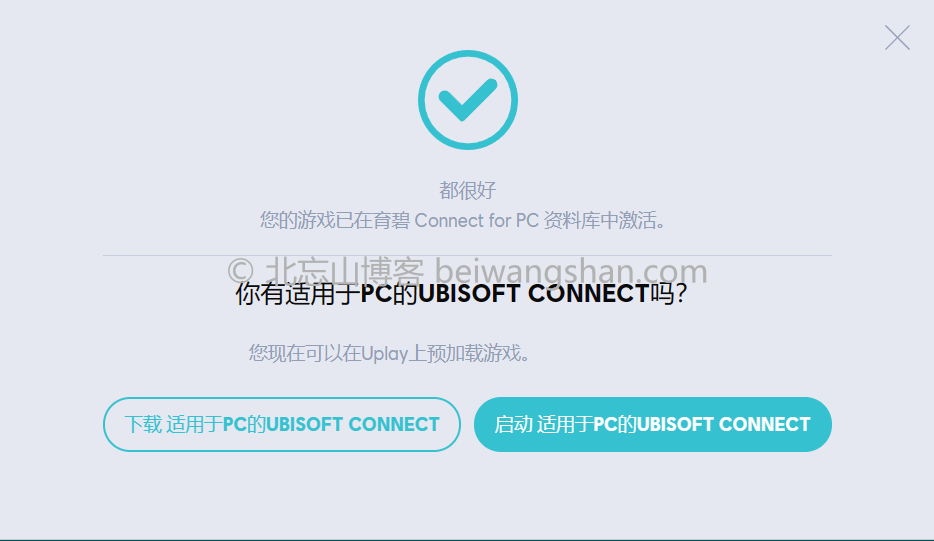 都很好
您的游戏已在育碧 Connect for PC 资料库中激活。
© 北忘山博客 beiwangshan.com
你有适用于PC的UBISOFT CONNECT吗？
您现在可以在Uplay上预加载游戏。
下载 适用于PC的UBISOFT CONNECT
启动 适用于PC的UBISOFT CONNECT